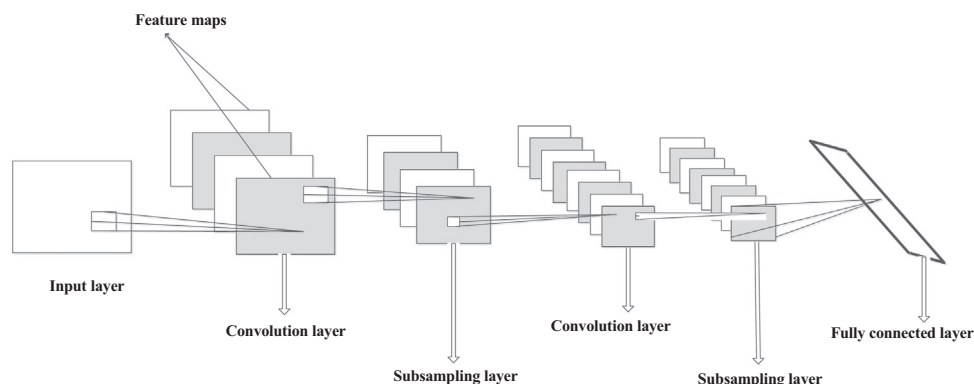 Feature maps
Input layer
Convolution layer
Subsampling layer
Convolution layer
Subsampling layer
Fully connected layer